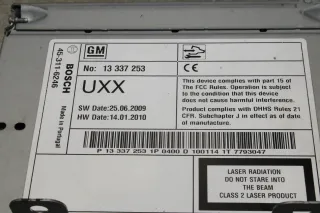 45-311-6246
BOSCH
Made in Portugal
GM
No: 13 337 253
UXX
SW Date:25.06.2009
HW Date:14.01.2010
This device complies with part 15 of
The FCC Rules. Operation is subject
to the condition that this device
does not cause harmful interference.
Product complies with DHHS Rules 21
CFR. Subchapter J in effect as of date
of manufacture.
P 13 337 253 1P 0400 D 100114 1T 7793047
LASER RADIATION
DO NOT STARE INTO
THE BEAM
CLASS 2 LASER PRODUCT